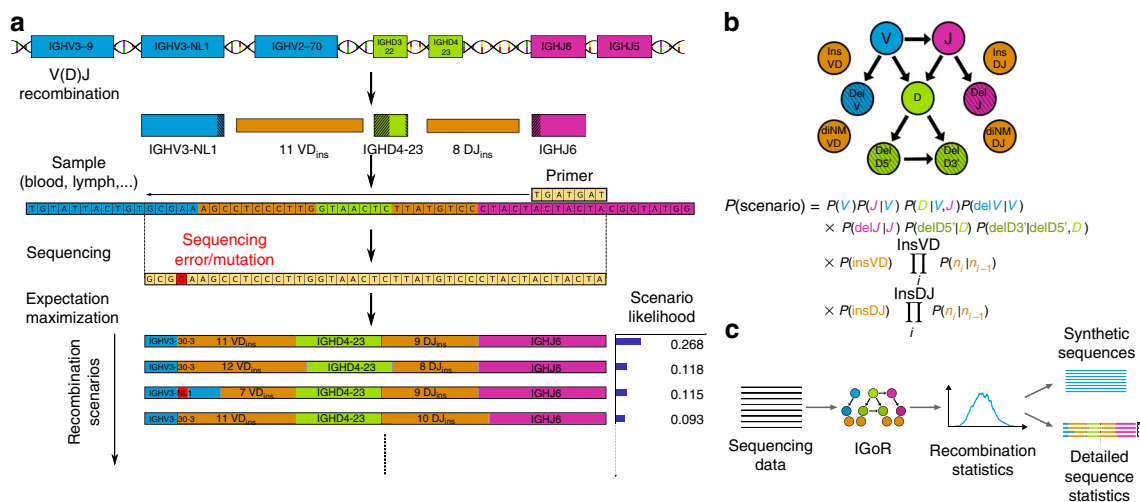 a
IGHV3–9 IGHV3-NL1 IGHV2–70 IGHD3 22 IGHD4 23 IGHJ6 IGHJ5
V(D)J
recombination
IGHV3-NL1 11 VDins IGHD4-23 8 DJins IGHJ6
Sample
(blood, lymph,...)
Primer
TGATGAT
TGTATTACTGTGCGAAAGCCTCCCTTGGTAACTCTTATGTCCCTACTACTACTACGGTATGG
Sequencing
Sequencing
error/mutation
GCGGAAGCCTCCCTTGGTAACTCTTATGTCCCTACTACTACTA
Expectation
maximization
Scenario
likelihood
Recombination
scenarios
IGHV3-30-3 11 VDins IGHD4-23 9 DJins IGHJ6 0.268
IGHV3-30-3 12 VDins IGHD4-23 8 DJins IGHJ6 0.118
IGHV3-NL1 7 VDins IGHD4-23 9 DJins IGHJ6 0.115
IGHV3-30-3 11 VDins IGHD4-23 10 DJins IGHJ6 0.093
b
V J
Ins VD Ins DJ
Del V D Del J
diNM VD diNM DJ
Del D5' Del D3'
P(scenario) = P(V)P(J|V) P(D|V,J)P(delV|V)
× P(delJ|J) P(delD5'|D) P(delD3'|delD5',D)
× P(insVD) InsVD ∏ i P(ni|ni−1)
× P(insDJ) InsDJ ∏ i P(ni|ni−1)
c
Synthetic
sequences
Sequencing
data
IGoR
Recombination
statistics
Detailed
sequence
statistics